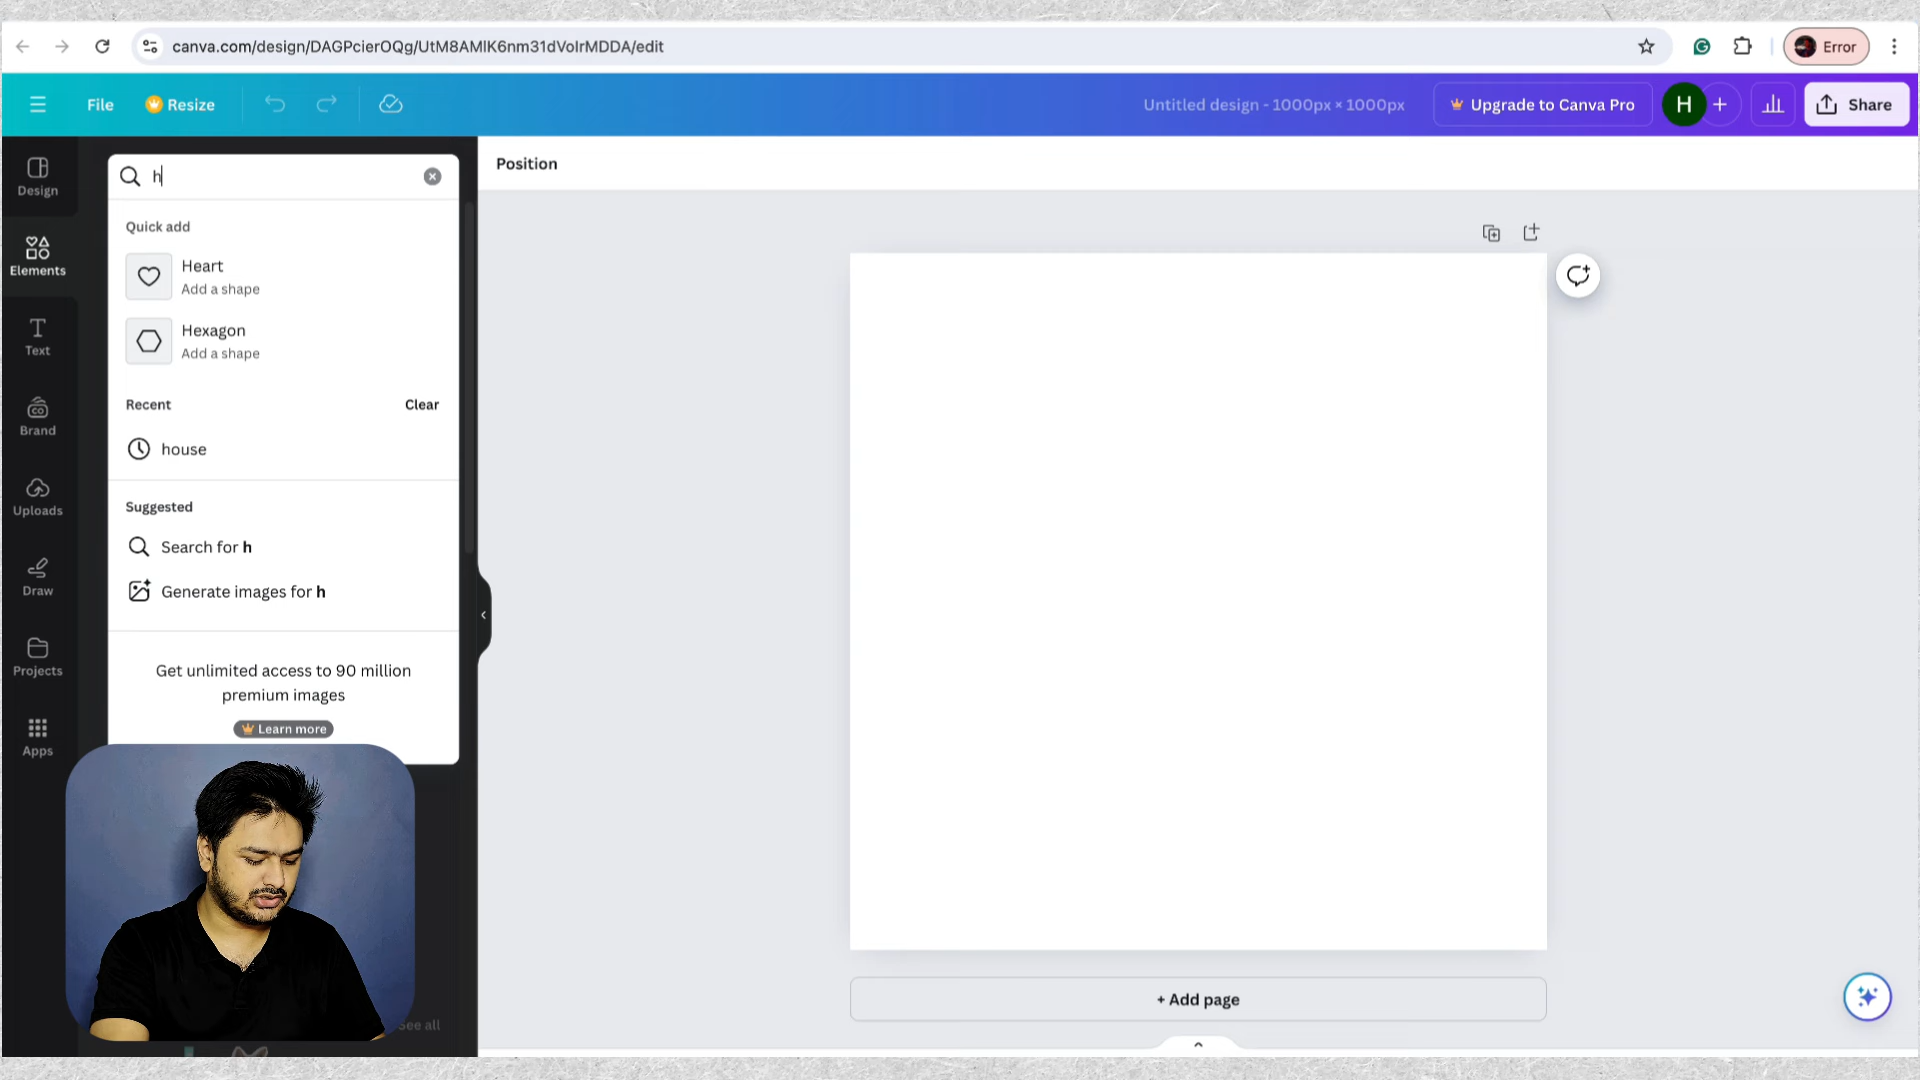 canva.com/design/DAGPcierOQg/UtM8AMlK6nm31dVoIrMDDA/edit
Error
File
Resize
Untitled design - 1000px × 1000px
Upgrade to Canva Pro
H
+
Share
Design
Elements
Text
Brand
Uploads
Draw
Projects
Apps
h
Quick add
Heart
Add a shape
Hexagon
Add a shape
Recent
Clear
house
Suggested
Search for h
Generate images for h
Get unlimited access to 90 million
premium images
Learn more
See all
Position
+ Add page